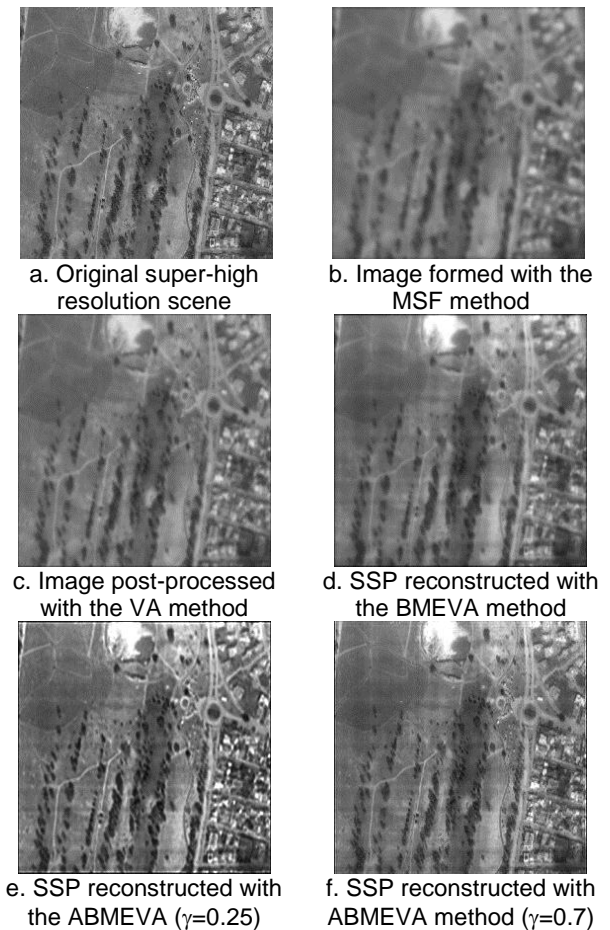 a. Original super-high
resolution scene
b. Image formed with the
MSF method
c. Image post-processed
with the VA method
d. SSP reconstructed with
the BMEVA method
e. SSP reconstructed with
the ABMEVA (γ=0.25)
f. SSP reconstructed with
ABMEVA method (γ=0.7)